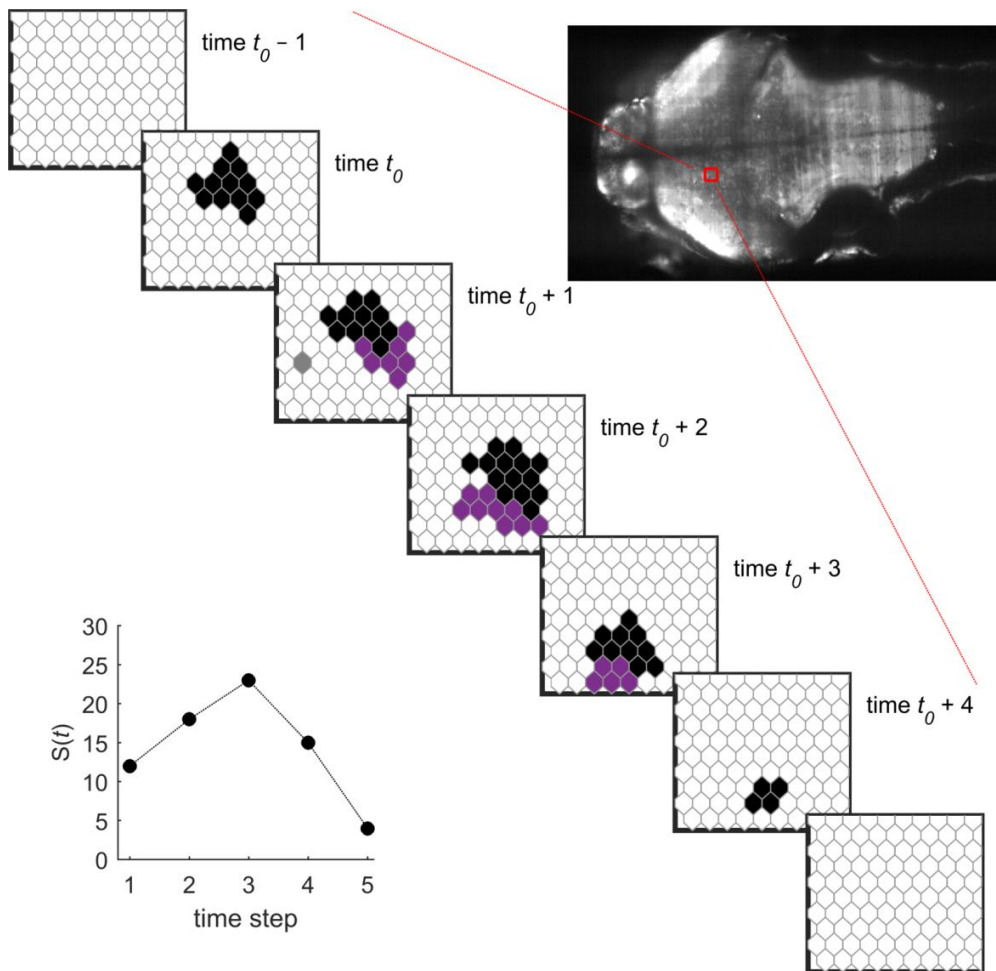 time t0 – 1
time t0
time t0 + 1
time t0 + 2
time t0 + 3
time t0 + 4
30
25
20
15
10
5
0
S(t)
1 2 3 4 5
time step